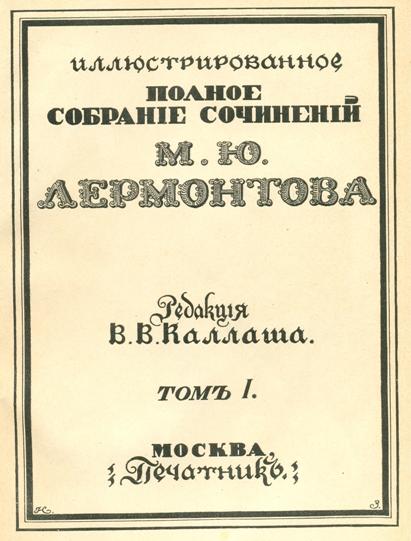 иллюстрированное
ПОЛНОЕ
СОБРАНІЕ СОЧИНЕНІЙ
М. Ю.
ЛЕРМОНТОВА
Редакція
В. В. Каллаша.
ТОМЪ I.
МОСКВА,
Печатникъ.
Н. З.